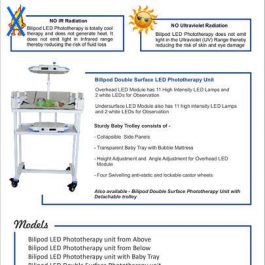 NO IR Radiation
Bilipod LED Phototherapy is totally cool
therapy and does not generate heat. It
does not emit light in Infrared range
thereby reducing the risk of fluid loss
NO Ultraviolet Radiation
Bilipod LED Phototherapy does not emit
light in the Ultraviolet (UV) Range thereby
reducing the risk of skin and eye damage
Bilipod Double Surface LED Phototherapy Unit
Overhead LED Module has 11 High Intensity LED Lamps and
2 white LEDs for Observation
Undersurface LED Module also has 11 high intensity LED Lamps
and 2 white LEDs for Observation
Sturdy Baby Trolley consists of -
- Collapsible Side Panels
- Transparent Baby Tray with Bubble Mattress
- Height Adjustment and Angle Adjustment for Overhead LED
Module
- Four Swivelling anti-static and lockable castor wheels
Also available - Bilipod Double Surface Phototherapy Unit with
Detachable trolley
Models
Bilipod LED Phototherapy unit from Above
Bilipod LED Phototherapy unit from Below
Bilipod LED Phototherapy unit with Baby Tray
Bilipod LED Double Surface Phototherapy unit